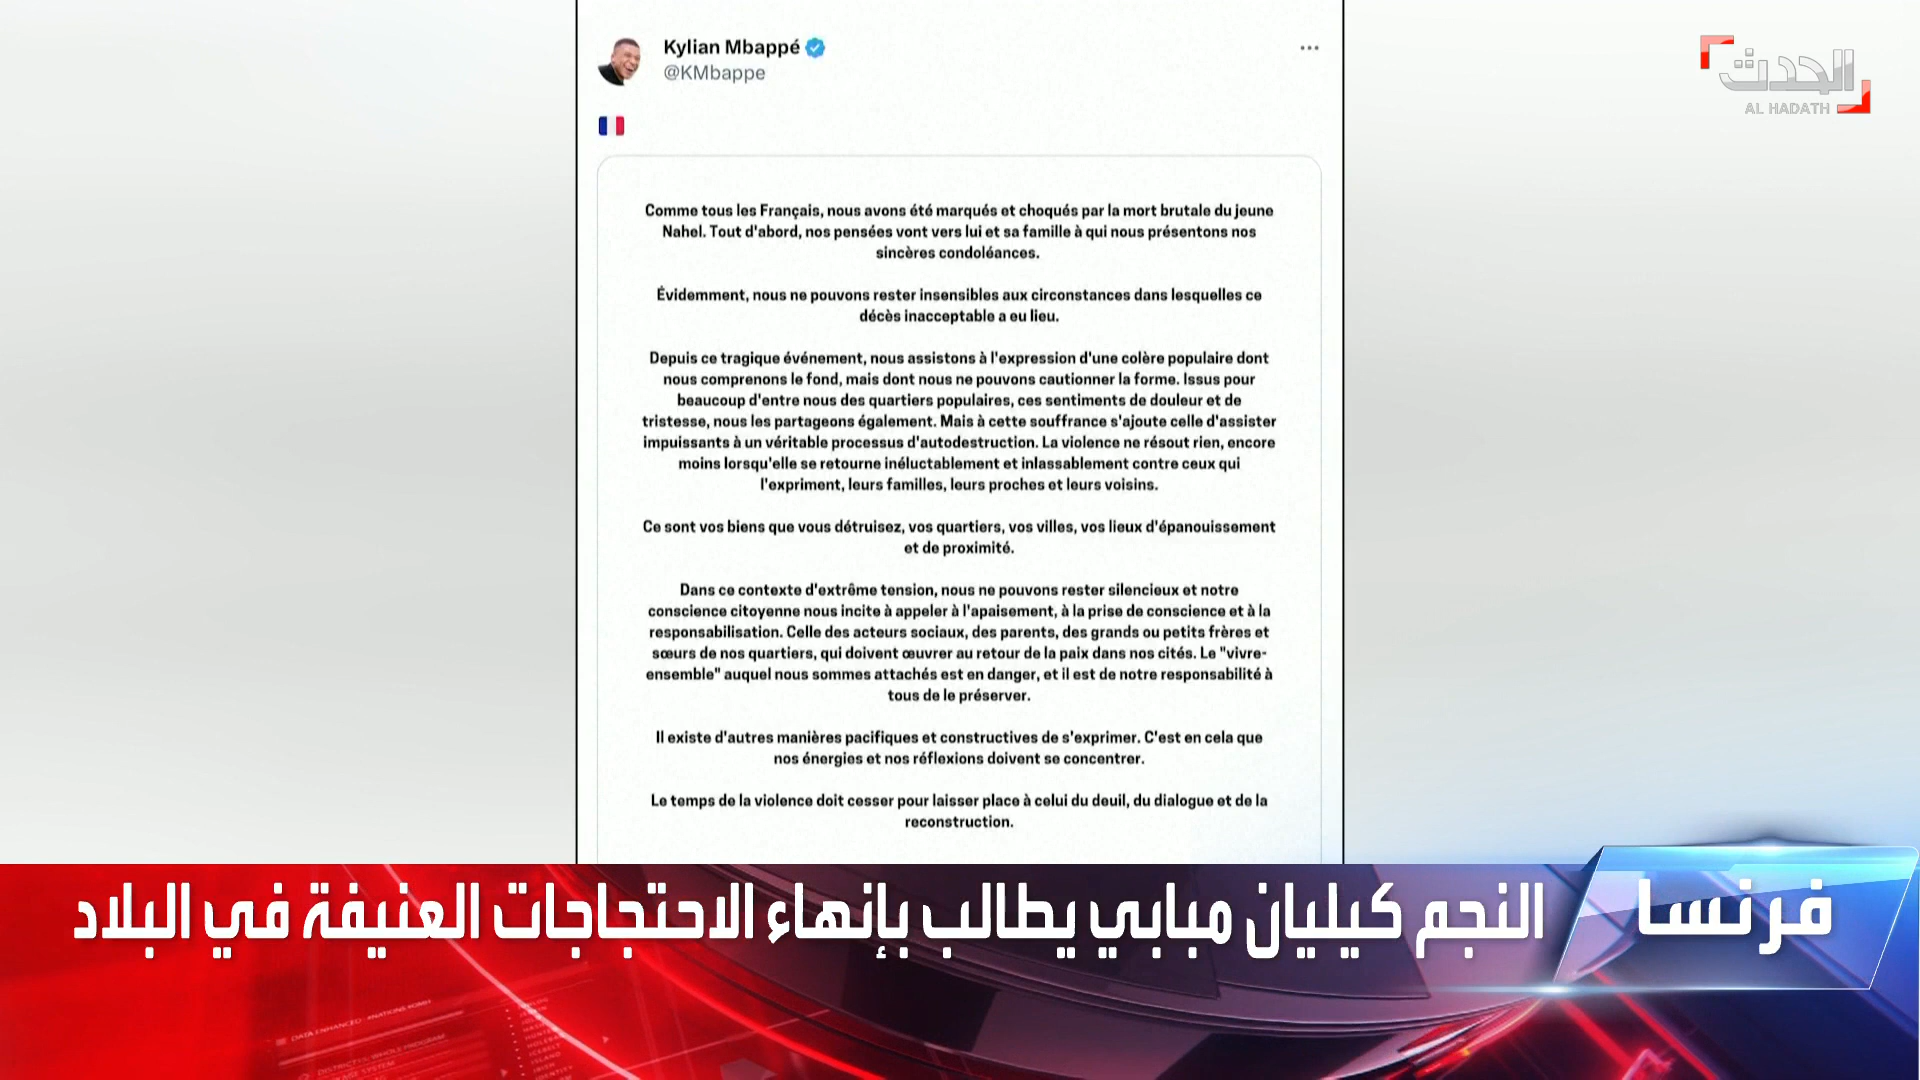 Kylian Mbappé
@KMbappe
الحدث
AL HADATH
Comme tous les Français, nous avons été marqués et choqués par la mort brutale du jeune
Nahel. Tout d'abord, nos pensées vont vers lui et sa famille à qui nous présentons nos
sincères condoléances.
Évidemment, nous ne pouvons rester insensibles aux circonstances dans lesquelles ce
décès inacceptable a eu lieu.
Depuis ce tragique événement, nous assistons à l'expression d'une colère populaire dont
nous comprenons le fond, mais dont nous ne pouvons cautionner la forme. Issus pour
beaucoup d'entre nous des quartiers populaires, ces sentiments de douleur et de
tristesse, nous les partageons également. Mais à cette souffrance s'ajoute celle d'assister
impuissants à un véritable processus d'autodestruction. La violence ne résout rien, encore
moins lorsqu'elle se retourne inéluctablement et inlassablement contre ceux qui
l'expriment, leurs familles, leurs proches et leurs voisins.
Ce sont vos biens que vous détruisez, vos quartiers, vos villes, vos lieux d'épanouissement
et de proximité.
Dans ce contexte d'extrême tension, nous ne pouvons rester silencieux et notre
conscience citoyenne nous incite à appeler à l'apaisement, à la prise de conscience et à la
responsabilisation. Celle des acteurs sociaux, des parents, des grands ou petits frères et
sœurs de nos quartiers, qui doivent œuvrer au retour de la paix dans nos cités. Le "vivre-
ensemble" auquel nous sommes attachés est en danger, et il est de notre responsabilité à
tous de le préserver.
Il existe d'autres manières pacifiques et constructives de s'exprimer. C'est en cela que
nos énergies et nos réflexions doivent se concentrer.
Le temps de la violence doit cesser pour laisser place à celui du deuil, du dialogue et de la
reconstruction.
فرنسا
النجم كيليان مبابي يطالب بإنهاء الاحتجاجات العنيفة في البلاد